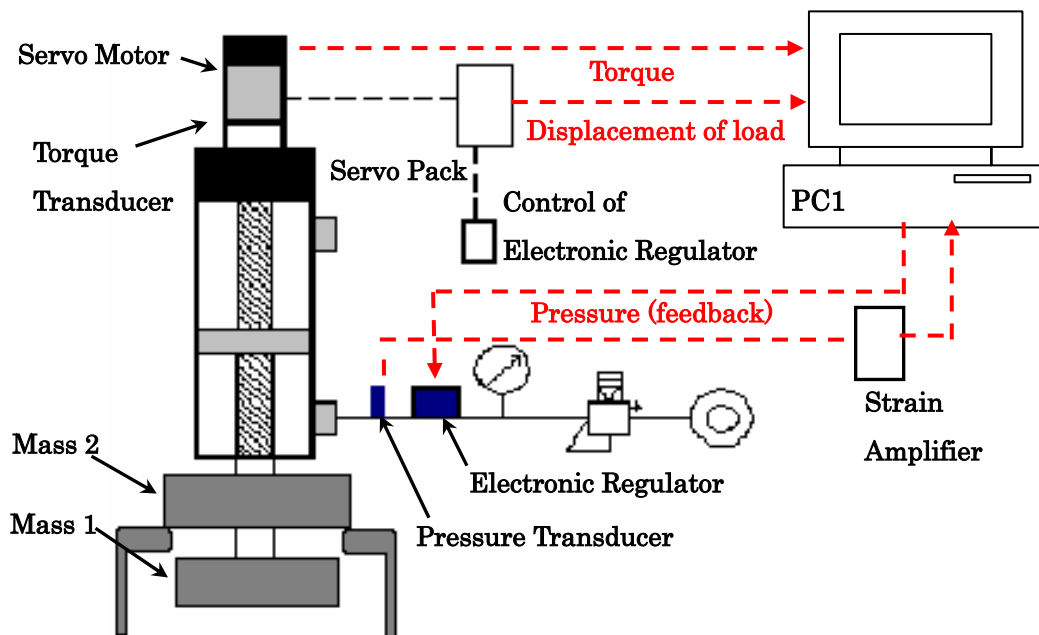 Servo Motor
Torque
Displacement of load
Torque
Transducer
Servo Pack
PC1
Control of
Electronic Regulator
Pressure (feedback)
Strain
Amplifier
Mass 2
Electronic Regulator
Mass 1
Pressure Transducer